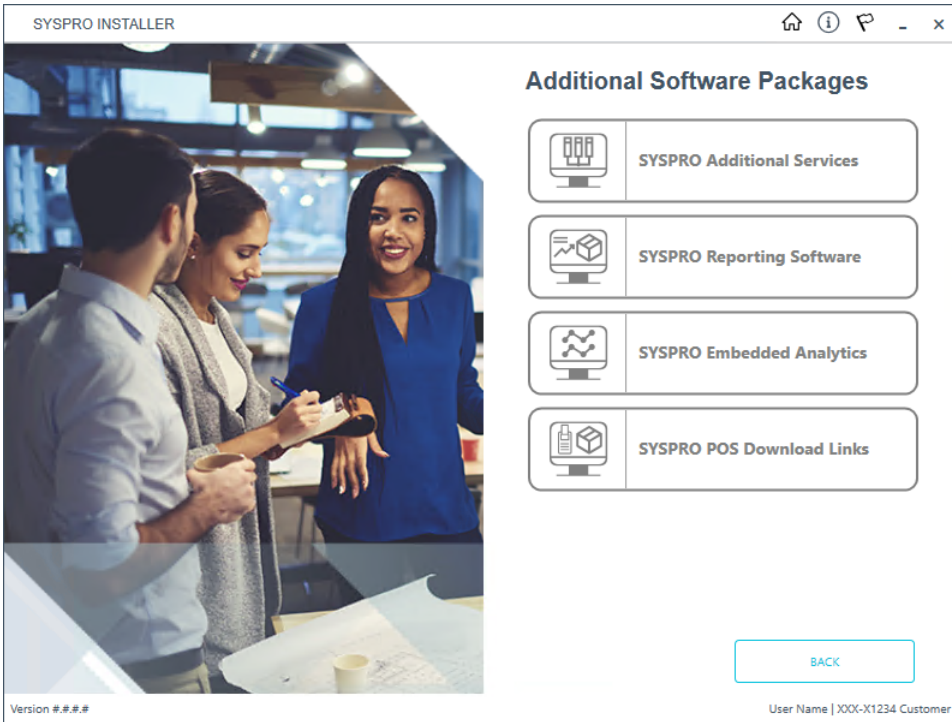 SYSPRO INSTALLER
Additional Software Packages
SYSPRO Additional Services
SYSPRO Reporting Software
SYSPRO Embedded Analytics
SYSPRO POS Download Links
BACK
Version #.#.#.#
User Name | XXX-X1234 Customer